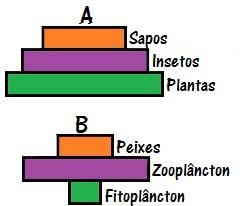 A
Sapos
Insetos
Plantas
B
Peixes
Zooplâncton
Fitoplâncton